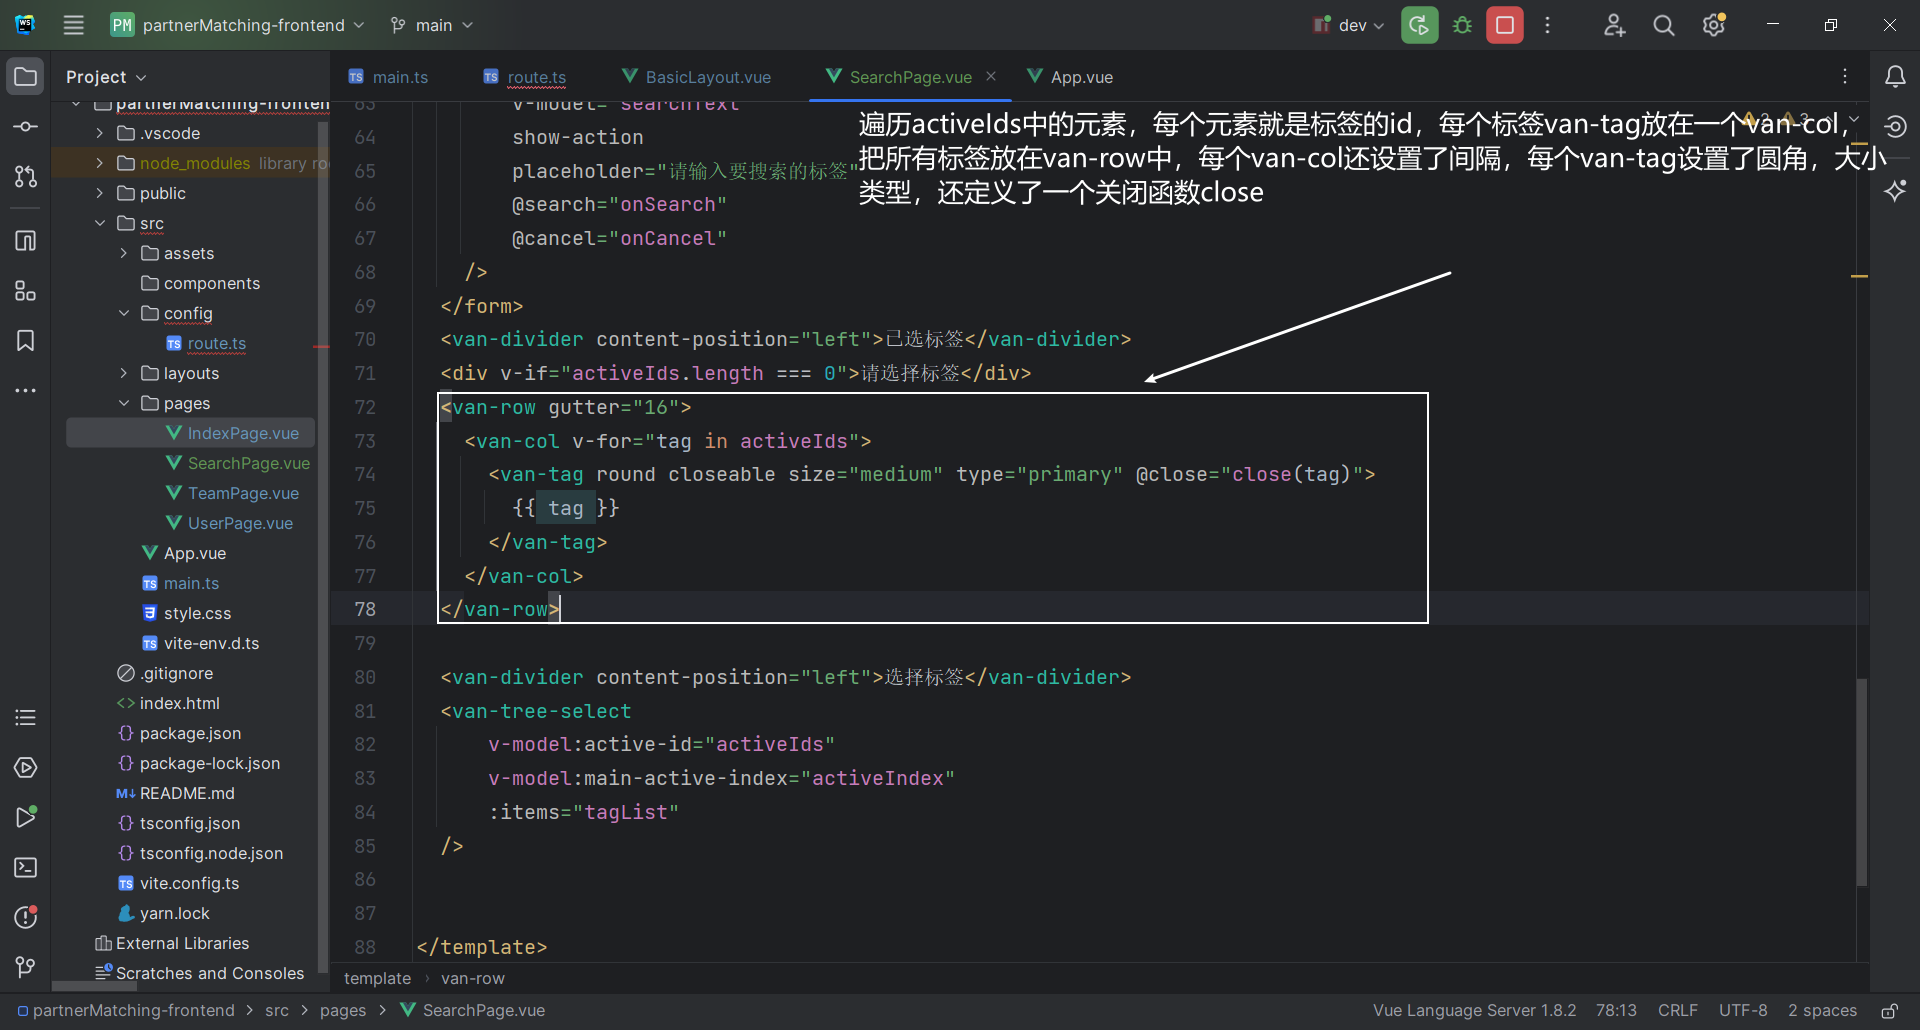 PM partnerMatching-frontend main dev
Project
main.ts route.ts BasicLayout.vue SearchPage.vue App.vue
partnerMatching-fronten
.vscode
node_modules library ro
public
src
assets
components
config
route.ts
layouts
pages
IndexPage.vue
SearchPage.vue
TeamPage.vue
UserPage.vue
App.vue
main.ts
style.css
vite-env.d.ts
.gitignore
index.html
package.json
package-lock.json
README.md
tsconfig.json
tsconfig.node.json
vite.config.ts
yarn.lock
External Libraries
Scratches and Consoles
遍历activeIds中的元素，每个元素就是标签的id，每个标签van-tag放在一个van-col，
把所有标签放在van-row中，每个van-col还设置了间隔，每个van-tag设置了圆角，大小
类型，还定义了一个关闭函数close
63 v-model="searchText"
64 show-action
65 placeholder="请输入要搜索的标签"
66 @search="onSearch"
67 @cancel="onCancel"
68 />
69 </form>
70 <van-divider content-position="left">已选标签</van-divider>
71 <div v-if="activeIds.length === 0">请选择标签</div>
72 <van-row gutter="16">
73 <van-col v-for="tag in activeIds">
74 <van-tag round closeable size="medium" type="primary" @close="close(tag)">
75 {{ tag }}
76 </van-tag>
77 </van-col>
78 </van-row>
79
80 <van-divider content-position="left">选择标签</van-divider>
81 <van-tree-select
82 v-model:active-id="activeIds"
83 v-model:main-active-index="activeIndex"
84 :items="tagList"
85 />
86
87
88 </template>
template › van-row
partnerMatching-frontend > src > pages > SearchPage.vue
Vue Language Server 1.8.2 78:13 CRLF UTF-8 2 spaces